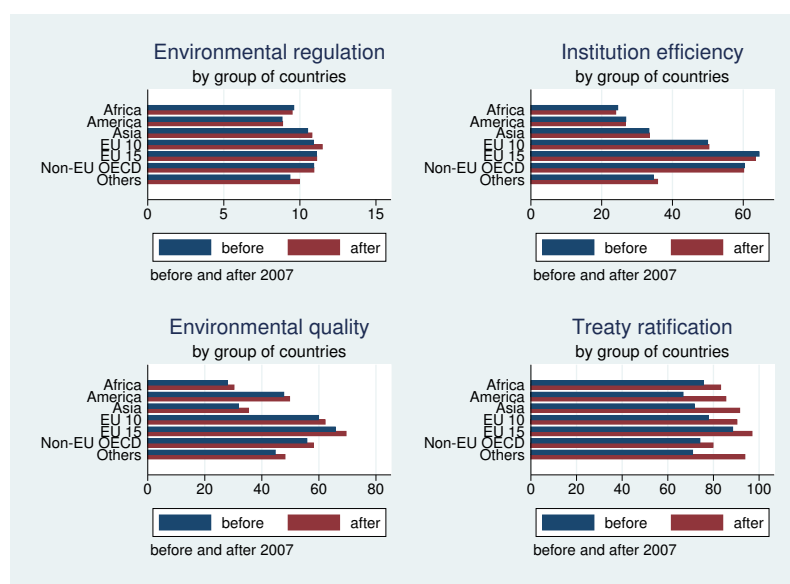 Environmental regulation
by group of countries
Africa
America
Asia
EU 10
EU 15
Non-EU OECD
Others
0 5 10 15
before after
before and after 2007
Institution efficiency
by group of countries
Africa
America
Asia
EU 10
EU 15
Non-EU OECD
Others
0 20 40 60
before after
before and after 2007
Environmental quality
by group of countries
Africa
America
Asia
EU 10
EU 15
Non-EU OECD
Others
0 20 40 60 80
before after
before and after 2007
Treaty ratification
by group of countries
Africa
America
Asia
EU 10
EU 15
Non-EU OECD
Others
0 20 40 60 80 100
before after
before and after 2007